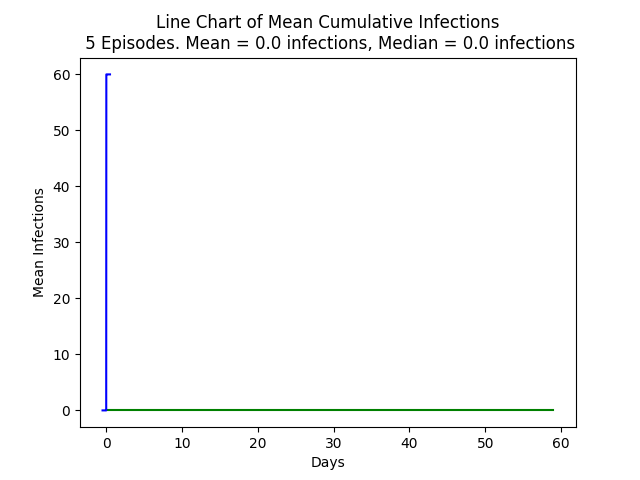 Line Chart of Mean Cumulative Infections
5 Episodes. Mean = 0.0 infections, Median = 0.0 infections
60
50
40
30
20
10
0
Mean Infections
0 10 20 30 40 50 60
Days